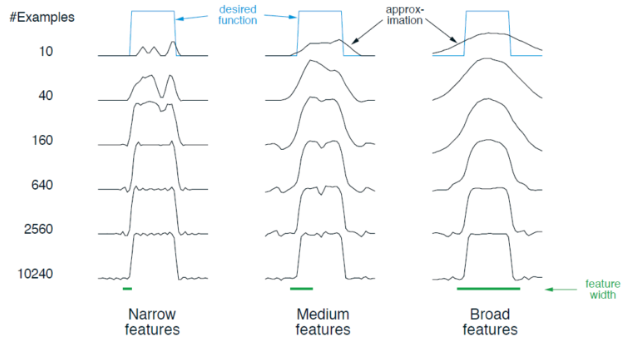 #Examples
desired
function
approx-
imation
10
40
160
640
2560
10240
feature
width
Narrow
features
Medium
features
Broad
features